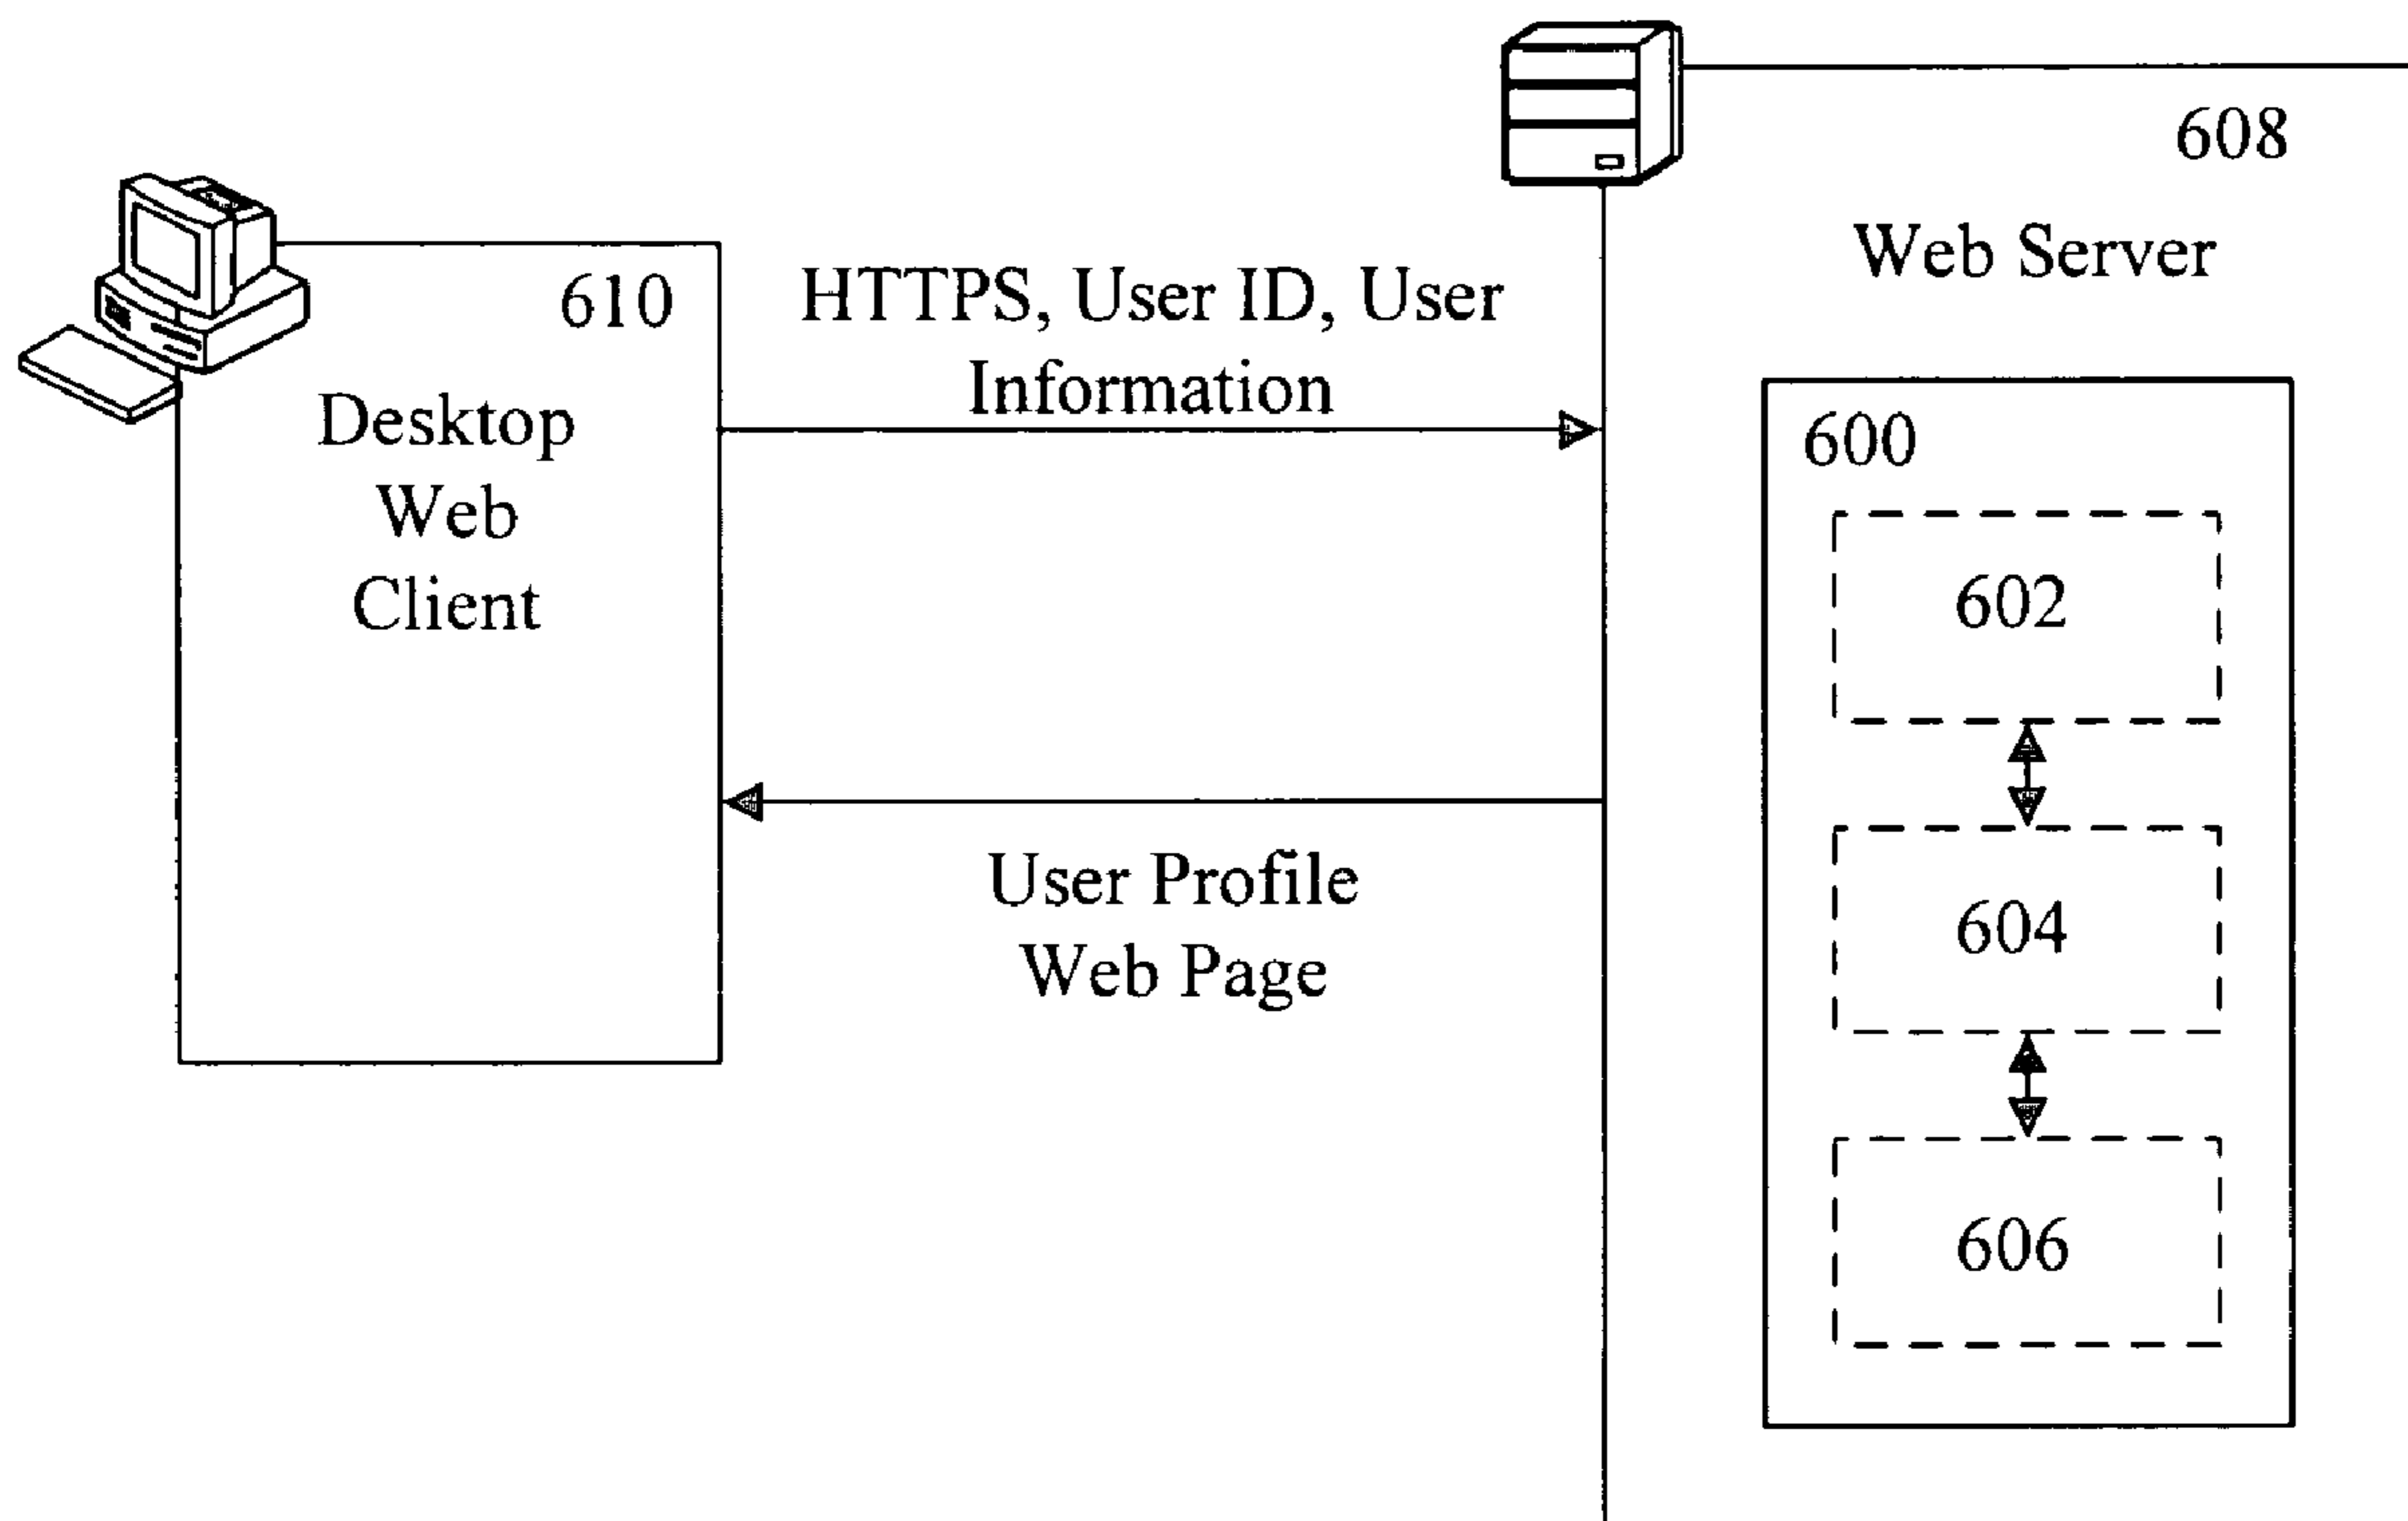 608
Web Server
610
HTTPS, User ID, User
Information
Desktop
Web
Client
User Profile
Web Page
600
602
604
606